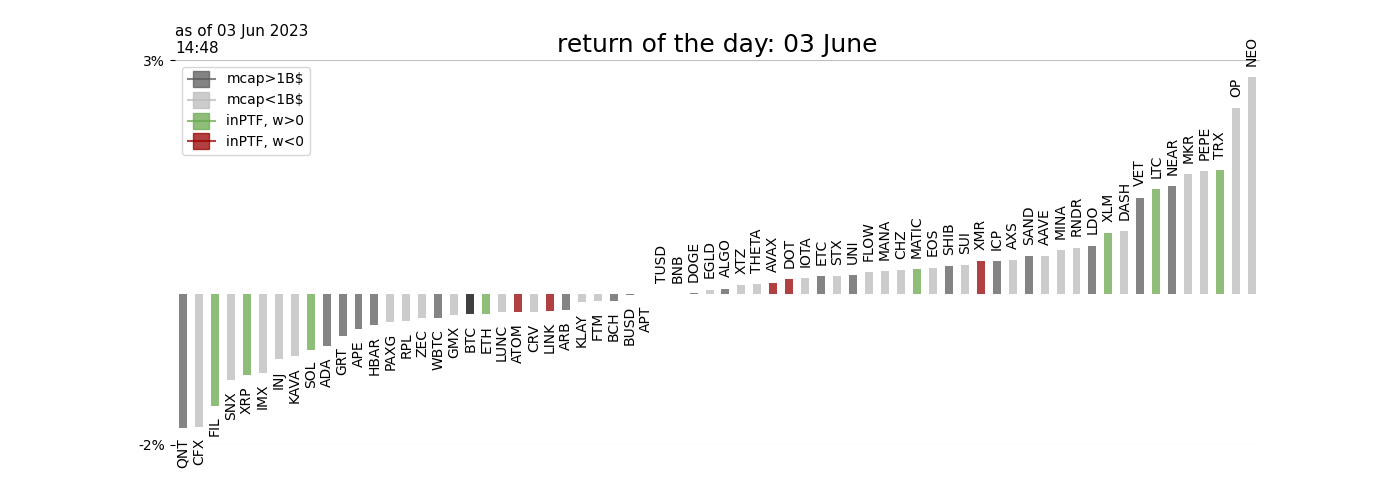 as of 03 Jun 2023
14:48
return of the day: 03 June
3%
mcap>1B$
mcap<1B$
inPTF, w>0
inPTF, w<0
-2%
QNT
CFX
FIL
SNX
XRP
IMX
INJ
KAVA
SOL
ADA
GRT
APE
HBAR
PAXG
RPL
ZEC
WBTC
GMX
BTC
ETH
LUNC
ATOM
CRV
LINK
ARB
KLAY
FTM
BCH
BUSD
APT
TUSD
BNB
DOGE
EGLD
ALGO
XTZ
THETA
AVAX
DOT
IOTA
ETC
STX
UNI
FLOW
MANA
CHZ
MATIC
EOS
SHIB
SUI
XMR
ICP
AXS
SAND
AAVE
MINA
RNDR
LDO
XLM
DASH
VET
LTC
NEAR
MKR
PEPE
TRX
OP
NEO